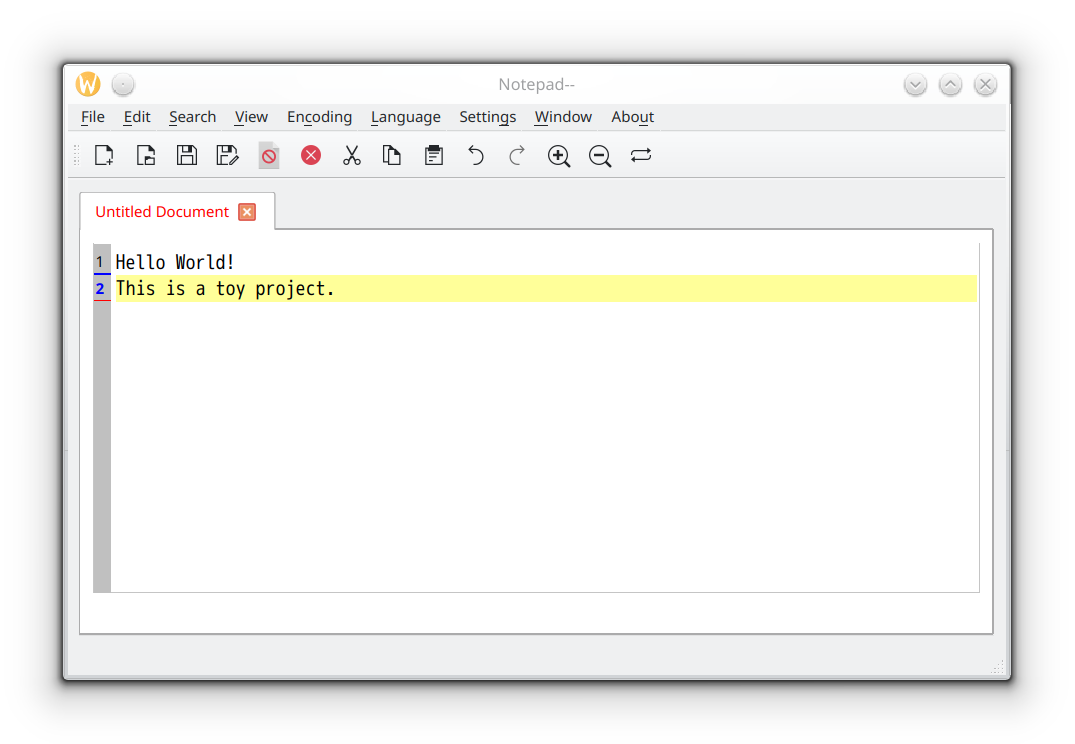 Notepad--
File Edit Search View Encoding Language Settings Window About
Untitled Document
1 Hello World!
2 This is a toy project.